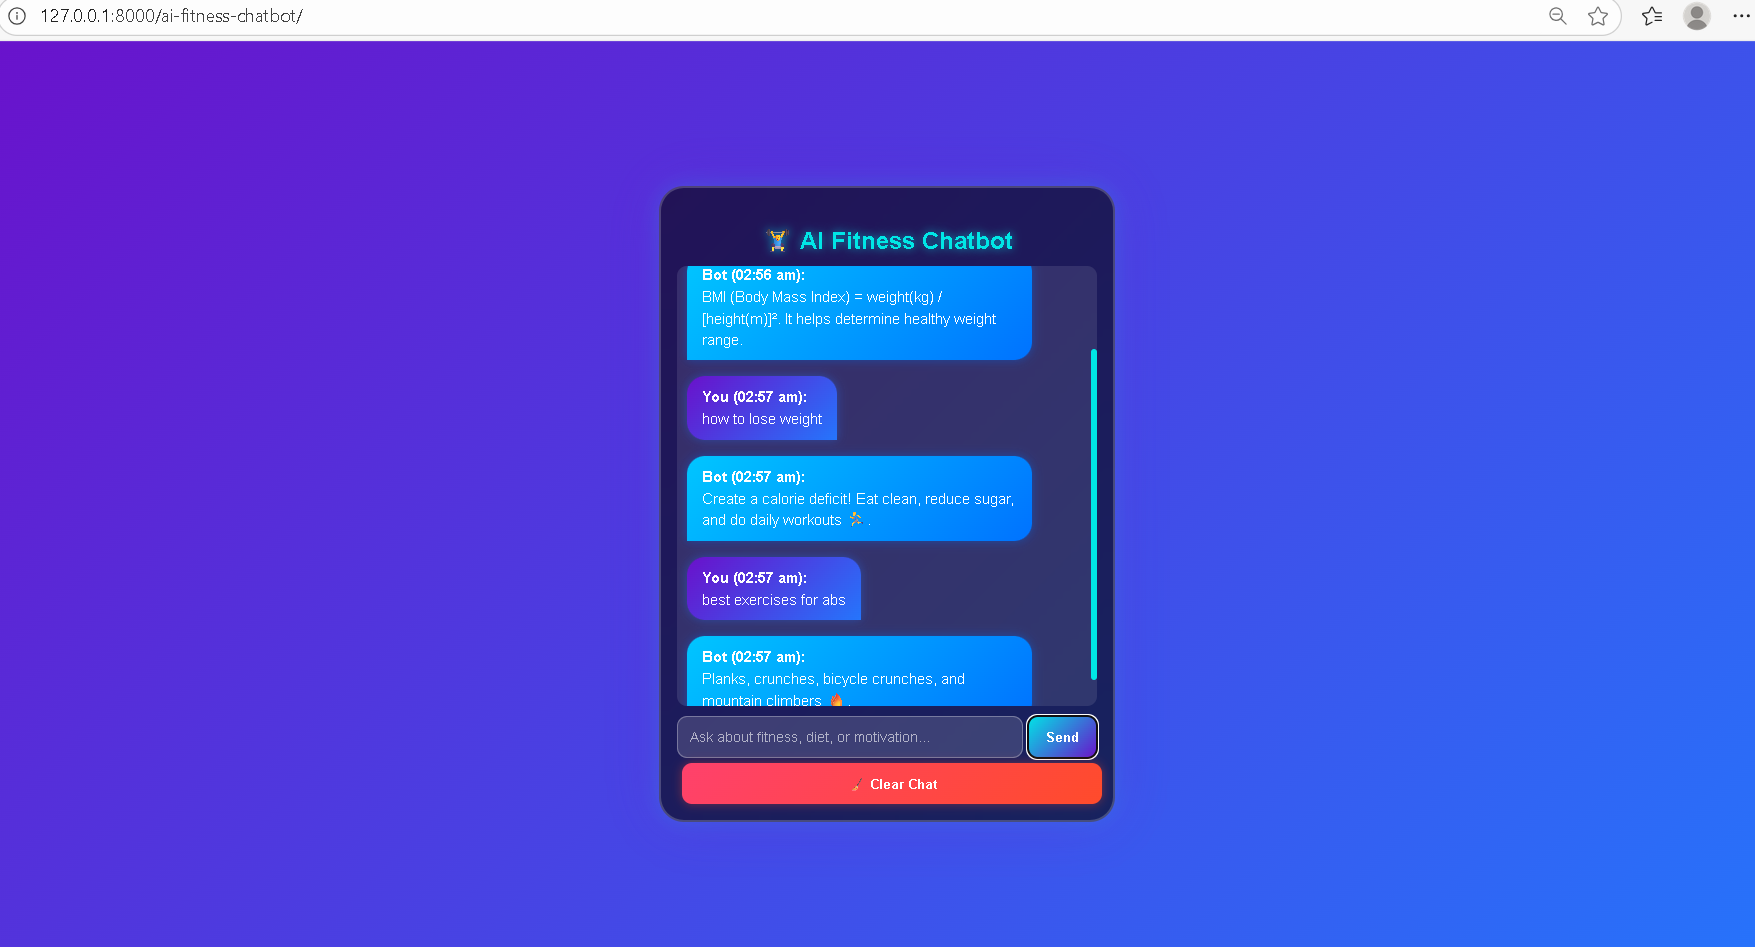 127.0.0.1:8000/ai-fitness-chatbot/
🏋️ AI Fitness Chatbot
Bot (02:56 am):
BMI (Body Mass Index) = weight(kg) /
[height(m)]². It helps determine healthy weight
range.
You (02:57 am):
how to lose weight
Bot (02:57 am):
Create a calorie deficit! Eat clean, reduce sugar,
and do daily workouts 🏃 .
You (02:57 am):
best exercises for abs
Bot (02:57 am):
Planks, crunches, bicycle crunches, and
mountain climbers 🔥 .
Ask about fitness, diet, or motivation...
Send
🧹 Clear Chat